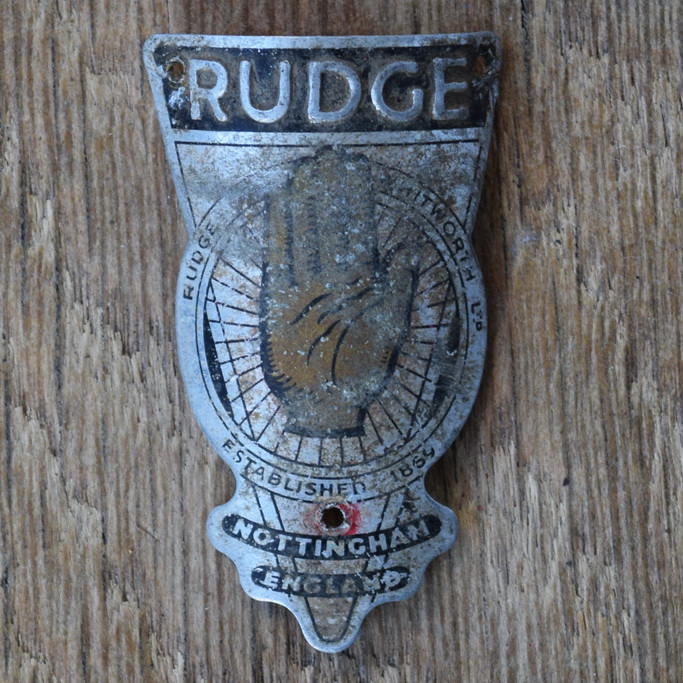 RUDGE
RUDGE WHITWORTH LTD
ESTABLISHED 1869
NOTTINGHAM
ENGLAND